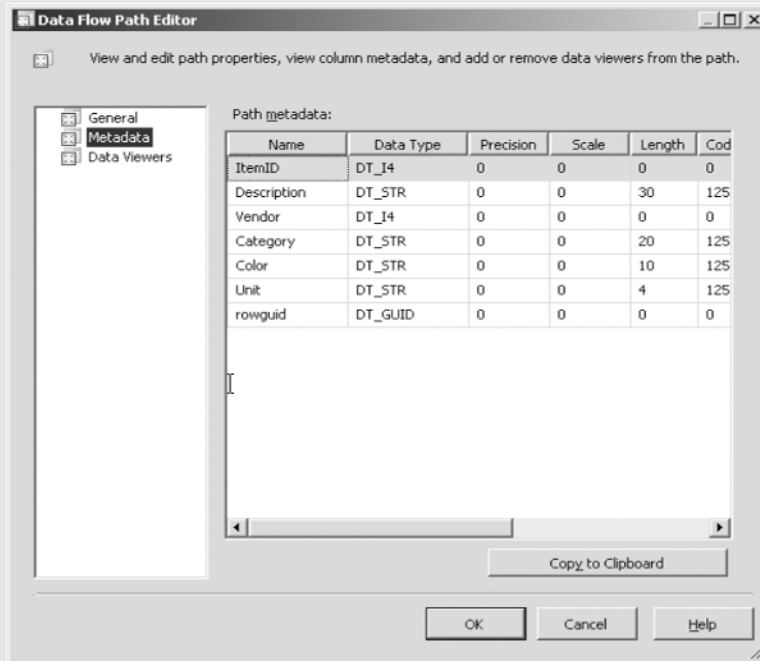 Data Flow Path Editor
View and edit path properties, view column metadata, and add or remove data viewers from the path.
General
Metadata
Data Viewers
Path metadata:
Name Data Type Precision Scale Length Cod
ItemID DT_I4 0 0 0 0
Description DT_STR 0 0 30 125
Vendor DT_I4 0 0 0 0
Category DT_STR 0 0 20 125
Color DT_STR 0 0 10 125
Unit DT_STR 0 0 4 125
rowguid DT_GUID 0 0 0 0
Copy to Clipboard
OK Cancel Help